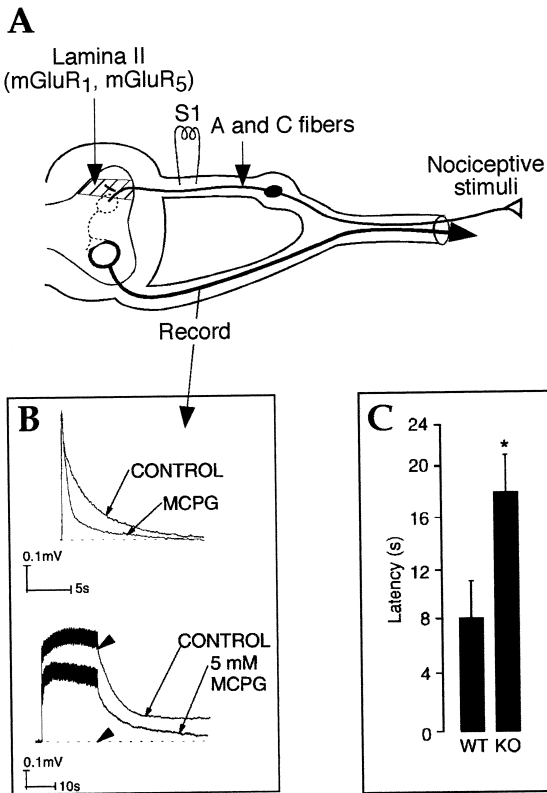 A
Lamina II
(mGluR1, mGluR5)
S1
A and C fibers
Nociceptive
stimuli
Record
B
CONTROL
MCPG
0.1mV
5s
CONTROL
5 mM
MCPG
0.1mV
10s
C
24
20
16
12
8
4
0
Latency (s)
*
WT KO